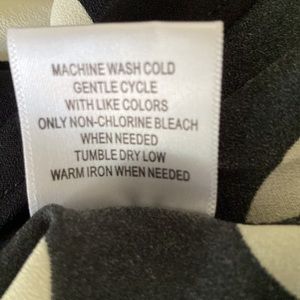 MACHINE WASH COLD
GENTLE CYCLE
WITH LIKE COLORS
ONLY NON-CHLORINE BLEACH
WHEN NEEDED
TUMBLE DRY LOW
WARM IRON WHEN NEEDED